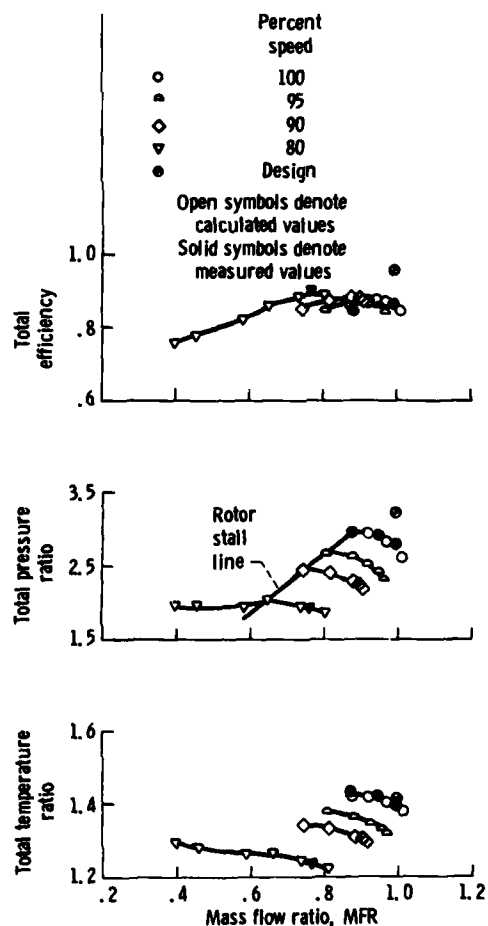 Percent
speed
100
95
90
80
Design
Open symbols denote
calculated values
Solid symbols denote
measured values
1.0
.8
.6
Total
efficiency
3.5
2.5
1.5
Total pressure
ratio
Rotor
stall
line
1.6
1.4
1.2
Total temperature
ratio
.2 .4 .6 .8 1.0 1.2
Mass flow ratio, MFR